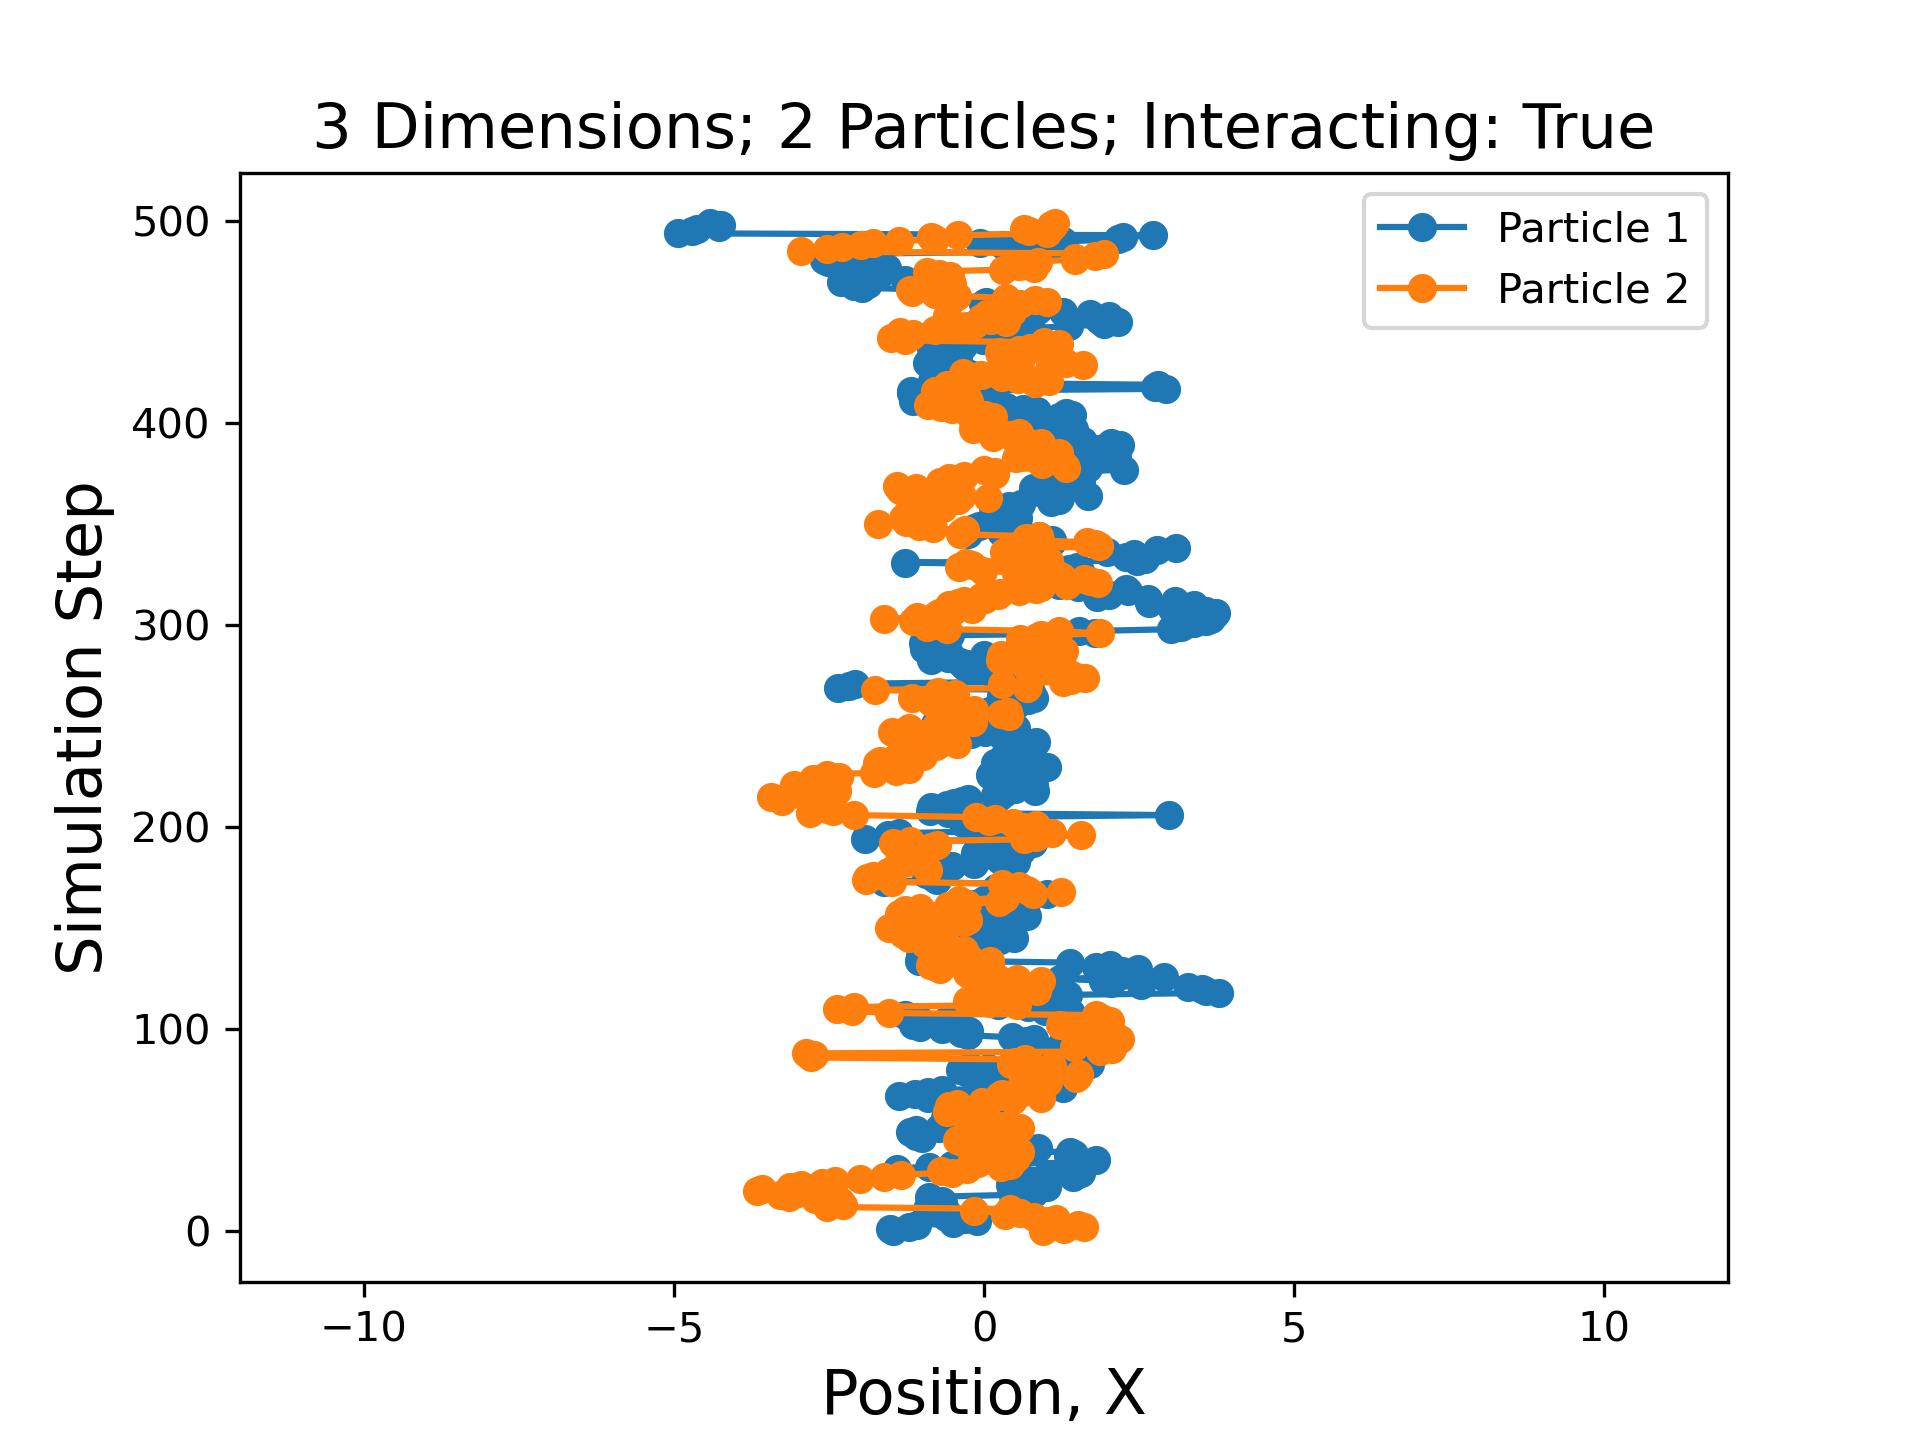 3 Dimensions; 2 Particles; Interacting: True
Particle 1
Particle 2
Simulation Step
500
400
300
200
100
0
−10
−5
0
5
10
Position, X